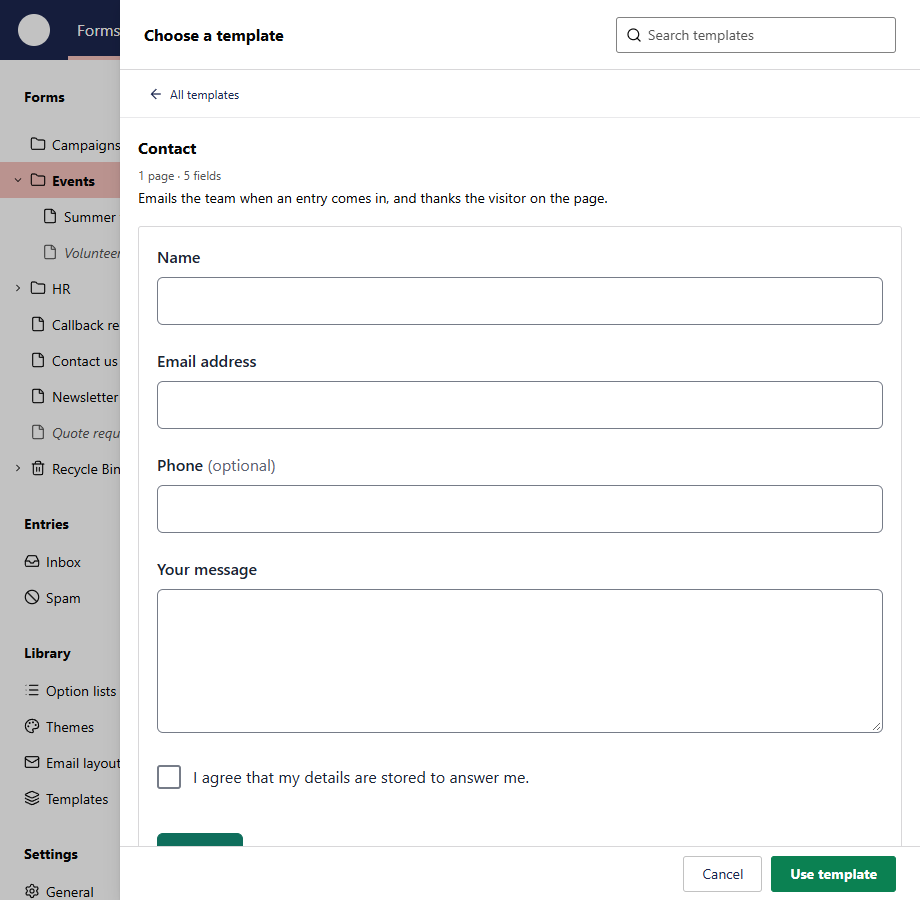 Forms
Choose a template
Search templates
All templates
Forms
Campaigns
Events
Summer
Volunteer
HR
Callback re
Contact us
Newsletter
Quote requ
Recycle Bin
Entries
Inbox
Spam
Library
Option lists
Themes
Email layout
Templates
Settings
General
Contact
1 page · 5 fields
Emails the team when an entry comes in, and thanks the visitor on the page.
Name
Email address
Phone (optional)
Your message
I agree that my details are stored to answer me.
Cancel
Use template